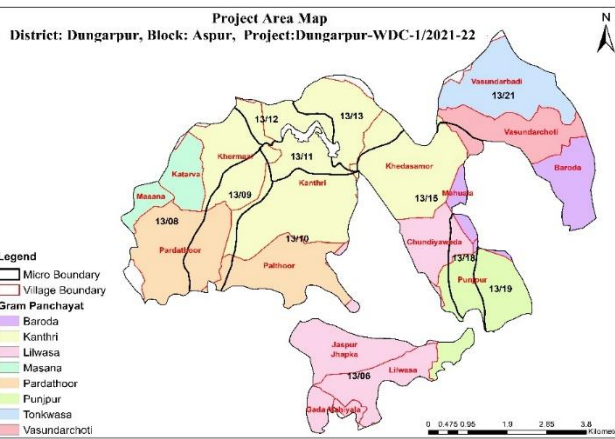 Project Area Map
District: Dungarpur, Block: Aspur, Project:Dungarpur-WDC-1/2021-22
N
Vasundarbadi
13/21
13/12
13/13
Vasundarchoti
Khermaal
13/11
Katarva
Kanthri
Khedasamor
Baroda
Masana
13/09
13/15
13/08
13/10
Pardathoor
Palthoor
Chundiyawada
13/18
Punjpur
13/19
Legend
Micro Boundary
Village Boundary
Gram Panchayat
Baroda
Kanthri
Lilwasa
Masana
Pardathoor
Punjpur
Tonkwasa
Vasundarchoti
Jaspur
Jhapka
Lilwasa
13/06
Gada
0 0.475 0.95 1.9 2.85 3.8